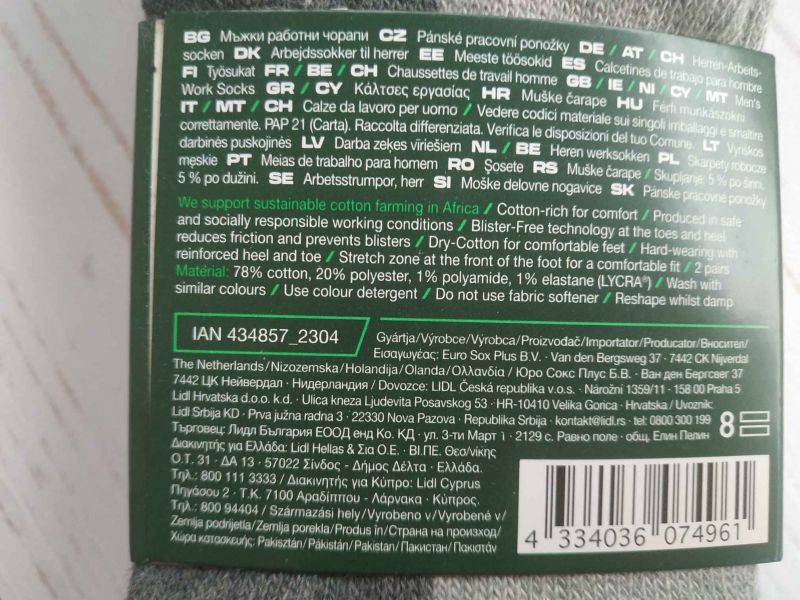 BG Мъжки работни чорапи CZ Pánské pracovní ponožky DE / AT / CH Herren-Arbeits-
socken DK Arbejdssokker til herrer EE Meeste töösokid ES Calcetines de trabajo para hombre
FI Työsukat FR / BE / CH Chaussettes de travail homme GB / IE / NI / CY / MT Men's
Work Socks GR / CY Κάλτσες εργασίας HR Muške čarape HU Férfi munkászokni
IT / MT / CH Calze da lavoro per uomo / Vedere codici materiale sui singoli imballaggi e smaltire
correttamente. PAP 21 (Carta). Raccolta differenziata. Verifica le disposizioni del tuo Comune. LT Vyriškos
darbinės puskojinės LV Darba zeķes vīriešiem NL / BE Heren werksokken PL Skarpety robocze
męskie PT Meias de trabalho para homem RO Șosete RS Muške čarape / Skupljanje: 5 % po širini,
5 % po dužini. SE Arbetsstrumpor, herr SI Moške delovne nogavice SK Pánske pracovné ponožky
We support sustainable cotton farming in Africa / Cotton-rich for comfort / Produced in safe
and socially responsible working conditions / Blister-Free technology at the toes and heel
reduces friction and prevents blisters / Dry-Cotton for comfortable feet / Hard-wearing with
reinforced heel and toe / Stretch zone at the front of the foot for a comfortable fit / 2 pairs
Material: 78% cotton, 20% polyester, 1% polyamide, 1% elastane (LYCRA®) / Wash with
similar colours / Use colour detergent / Do not use fabric softener / Reshape whilst damp
IAN 434857_2304
Gyártja/Výrobce/Výrobca/Proizvođač/Importator/Producator/Вносител/
Εισαγωγέας: Euro Sox Plus B.V. · Van den Bergsweg 37 · 7442 CK Nijverdal
The Netherlands/Nizozemska/Holandija/Olanda/Ολλανδία / Юро Сокс Плус Б.В. · Ван ден Бергсвег 37
7442 ЦК Нейвердал · Нидерландия / Dovozce: LIDL Česká republika v.o.s. · Nárožní 1359/11 · 158 00 Praha 5
Lidl Hrvatska d.o.o. k.d. · Ulica kneza Ljudevita Posavskog 53 · HR-10410 Velika Gorica · Hrvatska / Uvoznik:
Lidl Srbija KD · Prva južna radna 3 · 22330 Nova Pazova · Republika Srbija · kontakt@lidl.rs · tel: 0800 300 199
Търговец: Лидл България ЕООД енд Ко. КД · ул. 3-ти Март 1 · 2129 с. Равно поле · общ. Елин Пелин
Διακινητής για Ελλάδα: Lidl Hellas & Σια Ο.Ε. · ΒΙ.ΠΕ. Θεσ/νίκης
Ο.Τ. 31 · ΔΑ 13 · 57022 Σίνδος · Δήμος Δέλτα · Ελλάδα.
Τηλ.: 800 111 3333 / Διακινητής για Κύπρο: Lidl Cyprus
Πηγάσου 2 · Τ.Κ. 7100 Αραδίππου · Λάρνακα · Κύπρος.
Τηλ.: 800 94404 / Származási hely/Vyrobeno v/Vyrobené v/
Zemlja podrijetla/Zemlja porekla/Produs în/Страна на произход/
Χώρα κατασκευής: Pakisztán/Pákistán/Pakistan/Пакистан/Πακιστάν
8
4 334036 074961